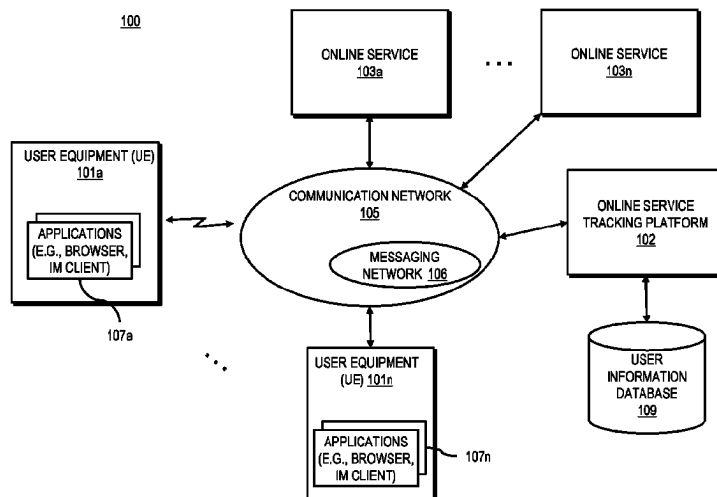 100
ONLINE SERVICE
103a
. . .
ONLINE SERVICE
103n
USER EQUIPMENT (UE)
101a
APPLICATIONS
(E.G., BROWSER,
IM CLIENT)
107a
COMMUNICATION NETWORK
105
MESSAGING
NETWORK 106
ONLINE SERVICE
TRACKING PLATFORM
102
. . .
USER EQUIPMENT
(UE) 101n
APPLICATIONS
(E.G., BROWSER,
IM CLIENT)
107n
USER
INFORMATION
DATABASE
109